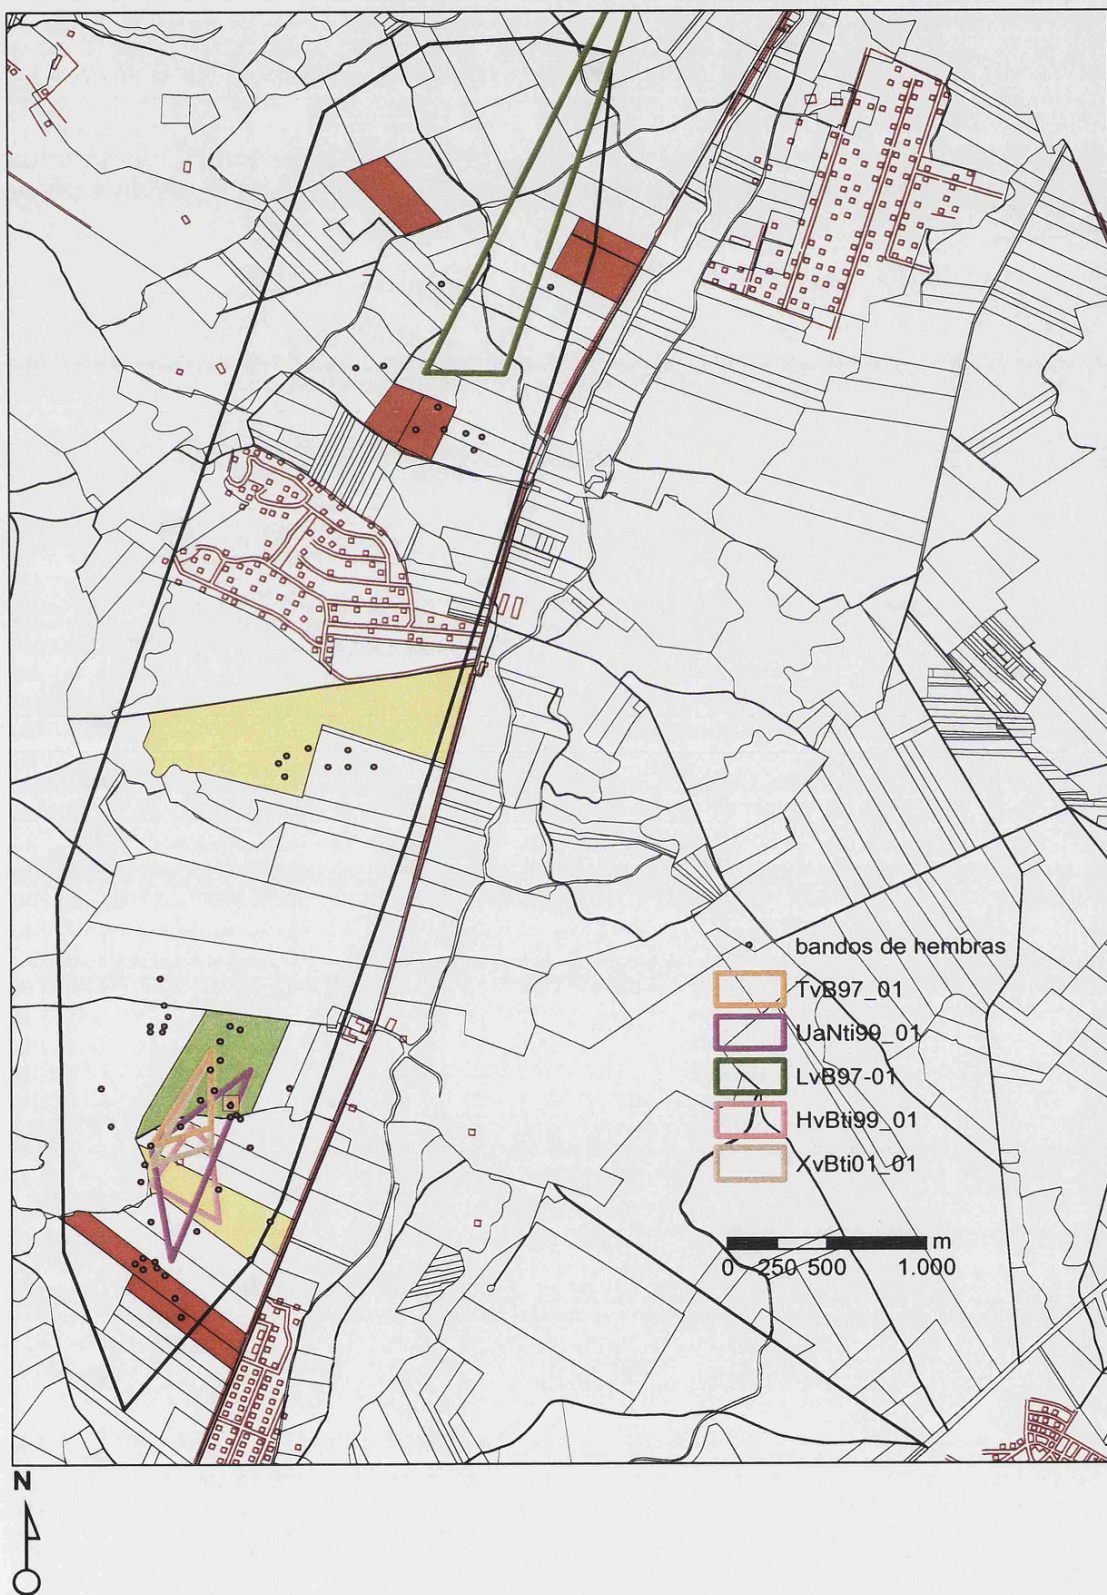 bandos de hembras
TvB97_01
UaNti99_01
LvB97-01
HvBti99_01
XvBti01_01
m
0 250 500 1.000
N